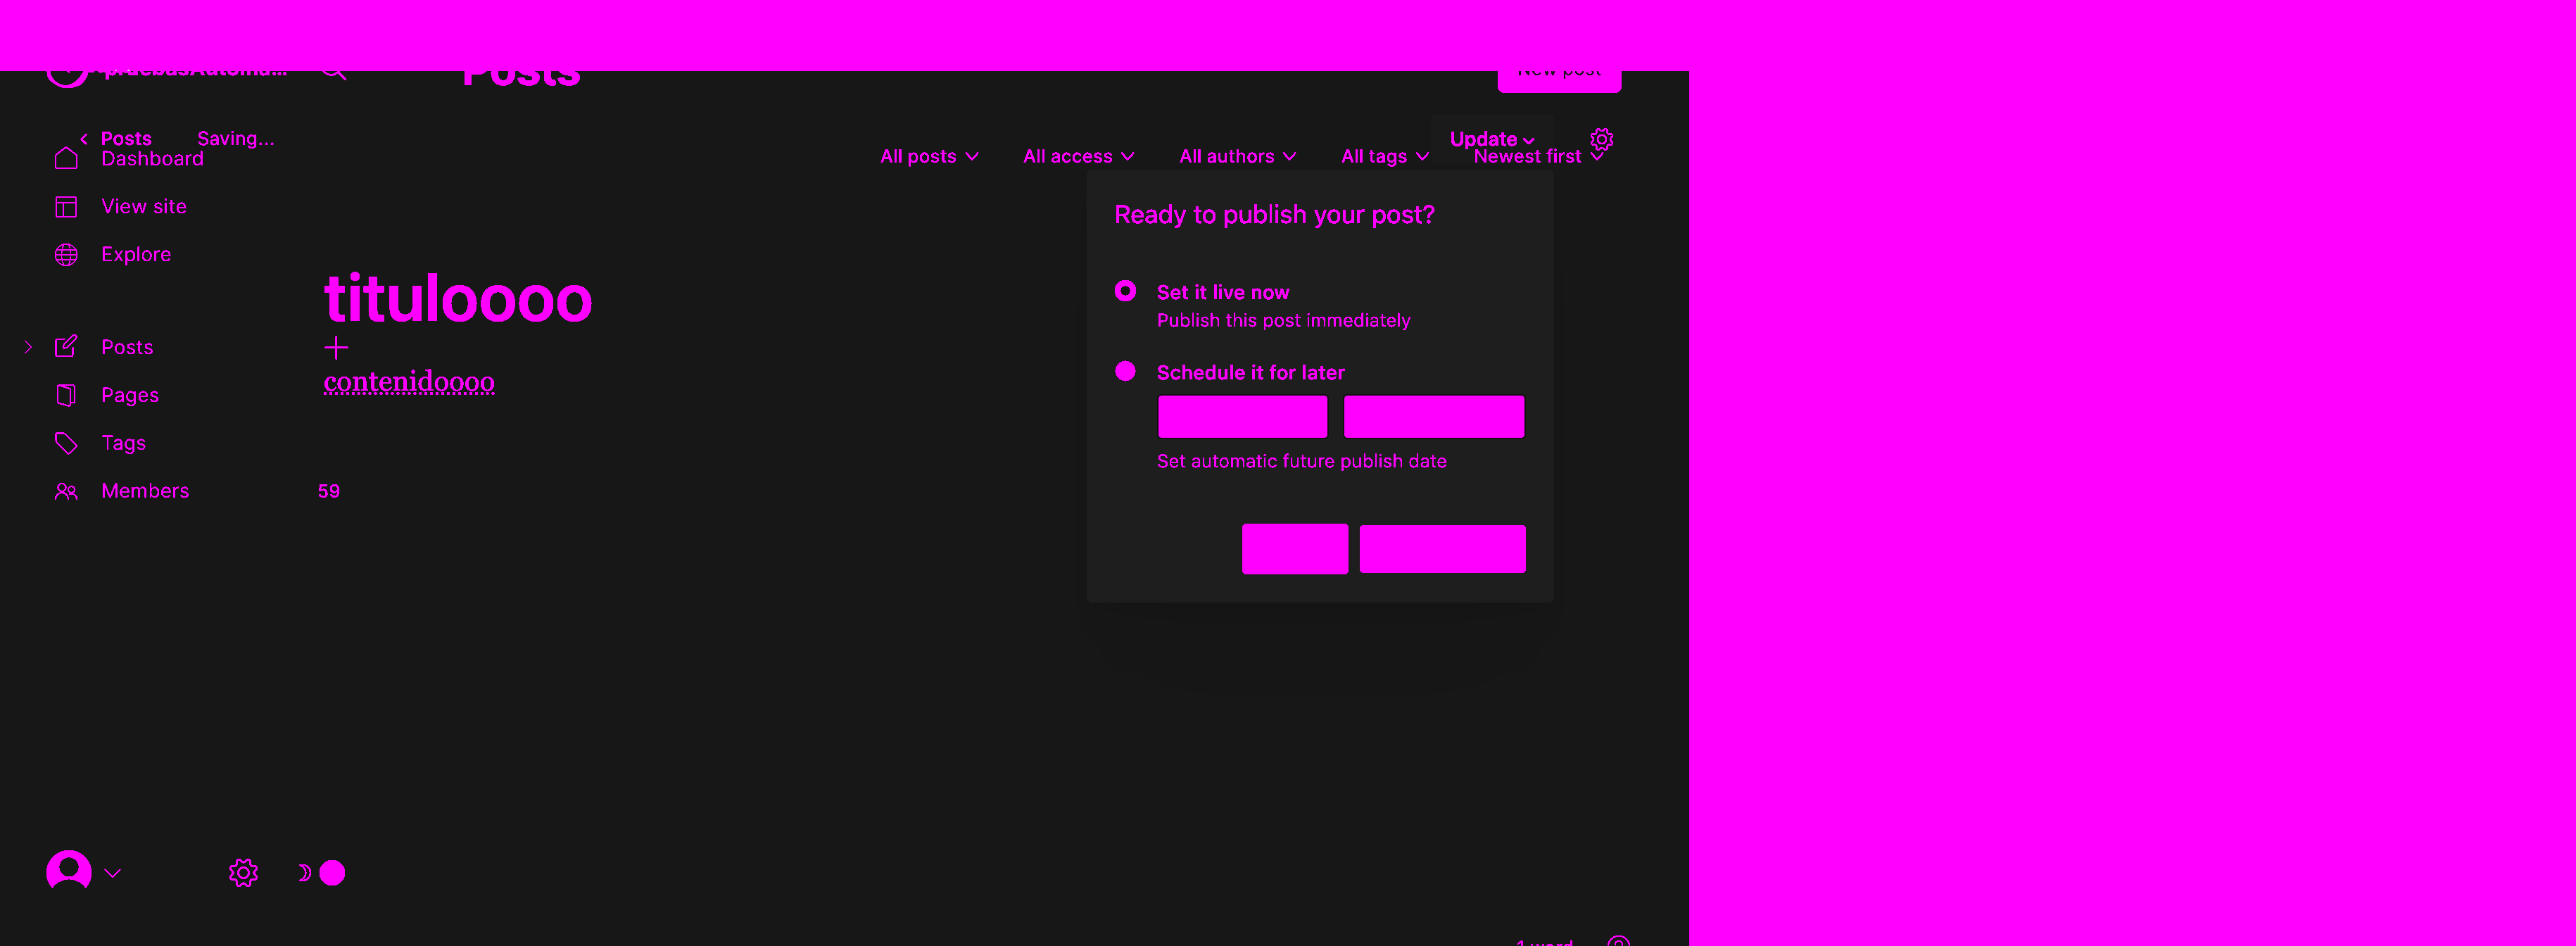 pruebasAutoma...
Posts
New post
Posts
Saving...
Update
Dashboard
All posts
All access
All authors
All tags
Newest first
View site
Ready to publish your post?
Explore
tituloooo
Set it live now
Publish this post immediately
Posts
Schedule it for later
contenidoooo
Pages
Tags
Set automatic future publish date
Members
59
1 word